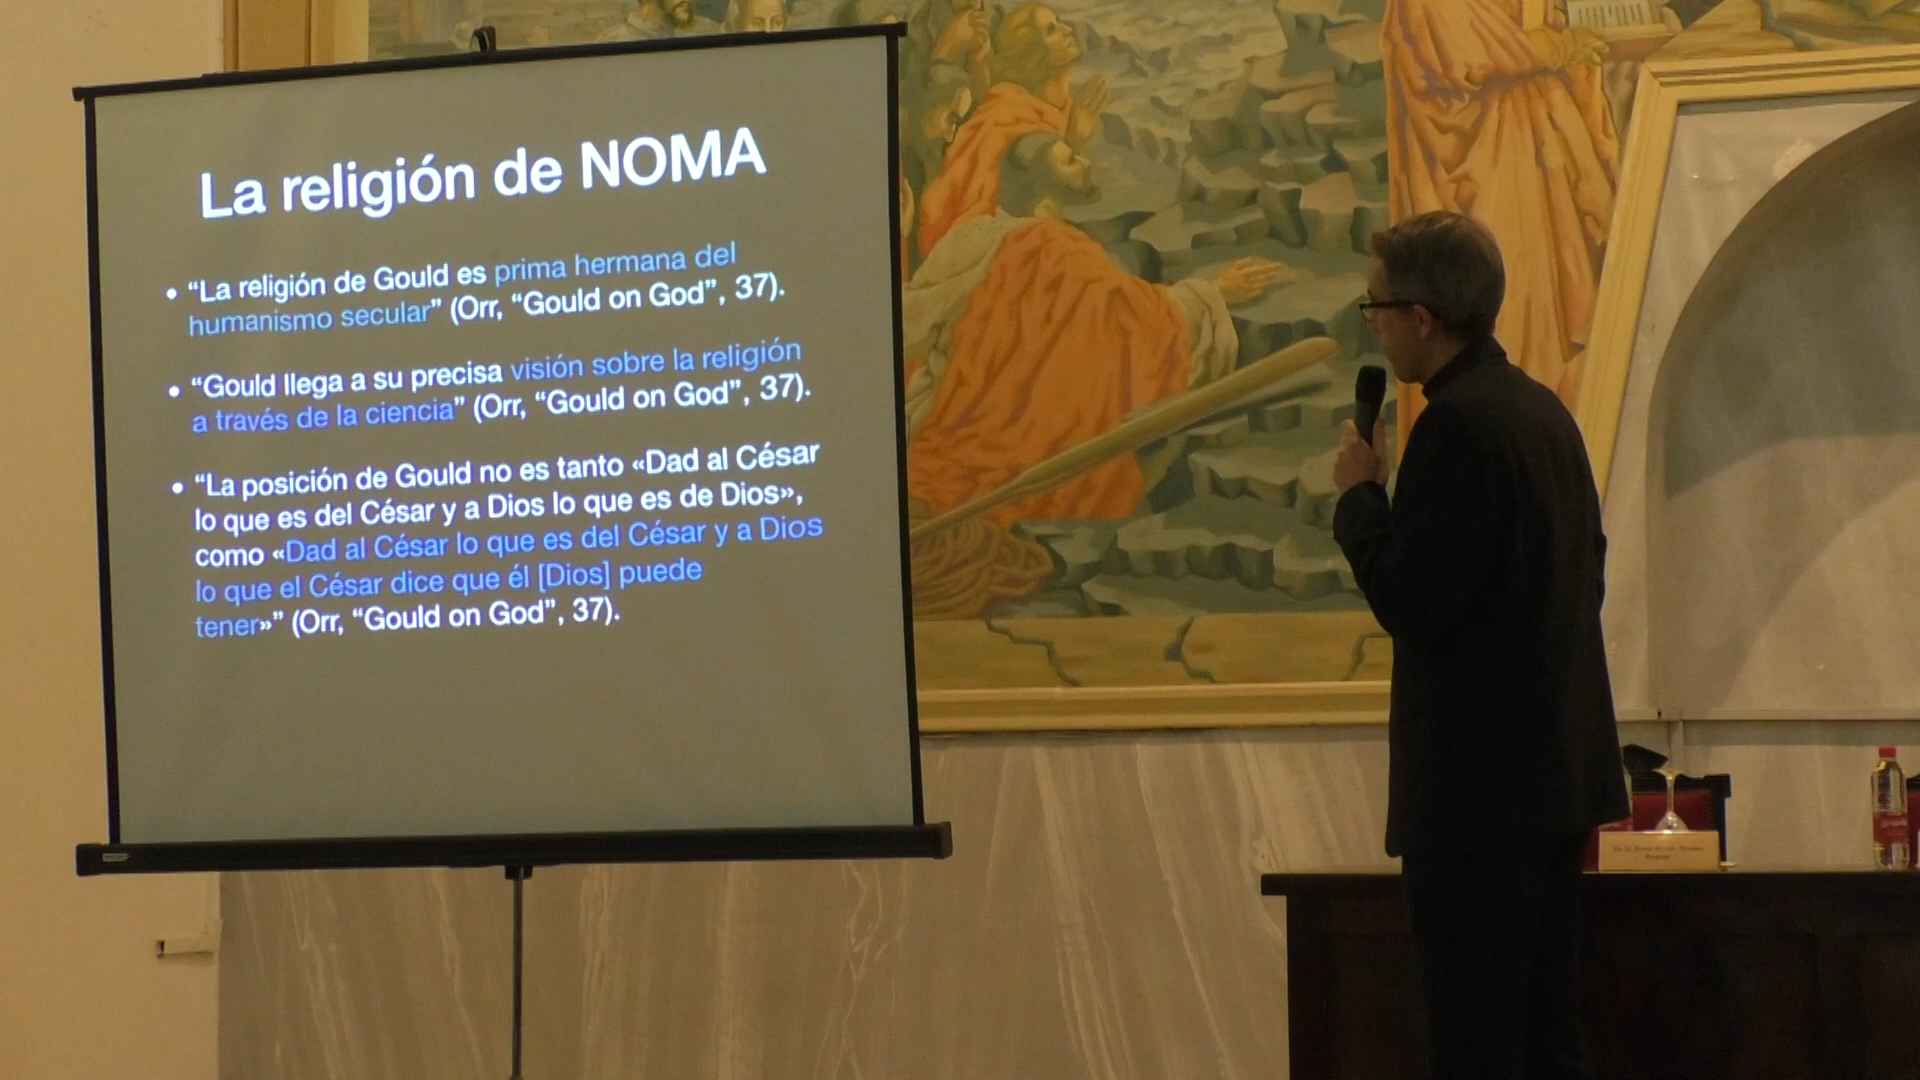 La religión de NOMA
• “La religión de Gould es prima hermana del
humanismo secular” (Orr, “Gould on God”, 37).
• “Gould llega a su precisa visión sobre la religión
a través de la ciencia” (Orr, “Gould on God”, 37).
• “La posición de Gould no es tanto «Dad al César
lo que es del César y a Dios lo que es de Dios»,
como «Dad al César lo que es del César y a Dios
lo que el César dice que él [Dios] puede
tener»” (Orr, “Gould on God”, 37).